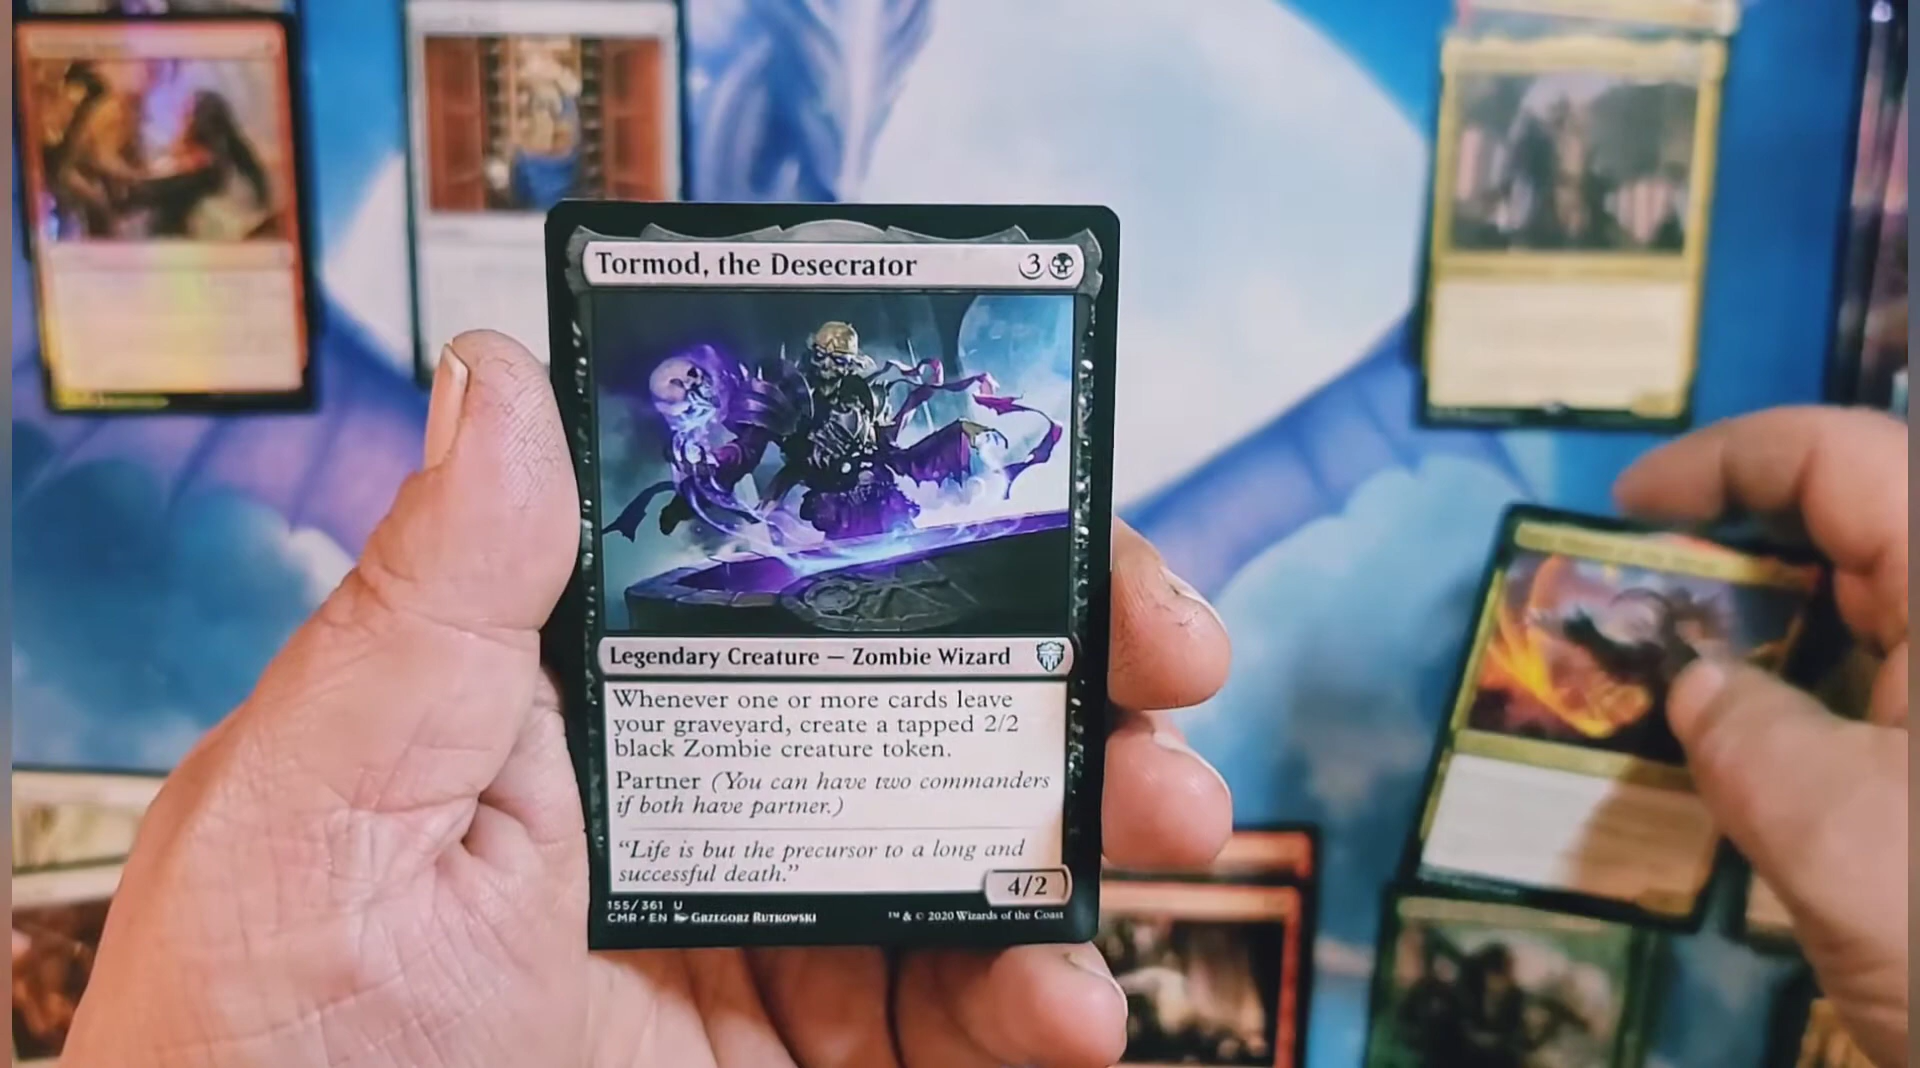 Tormod, the Desecrator 3
Legendary Creature — Zombie Wizard
Whenever one or more cards leave
your graveyard, create a tapped 2/2
black Zombie creature token.
Partner (You can have two commanders
if both have partner.)
“Life is but the precursor to a long and
successful death.”
4/2
155/361 U
CMR • EN Grzegorz Rutkowski
™ & © 2020 Wizards of the Coast